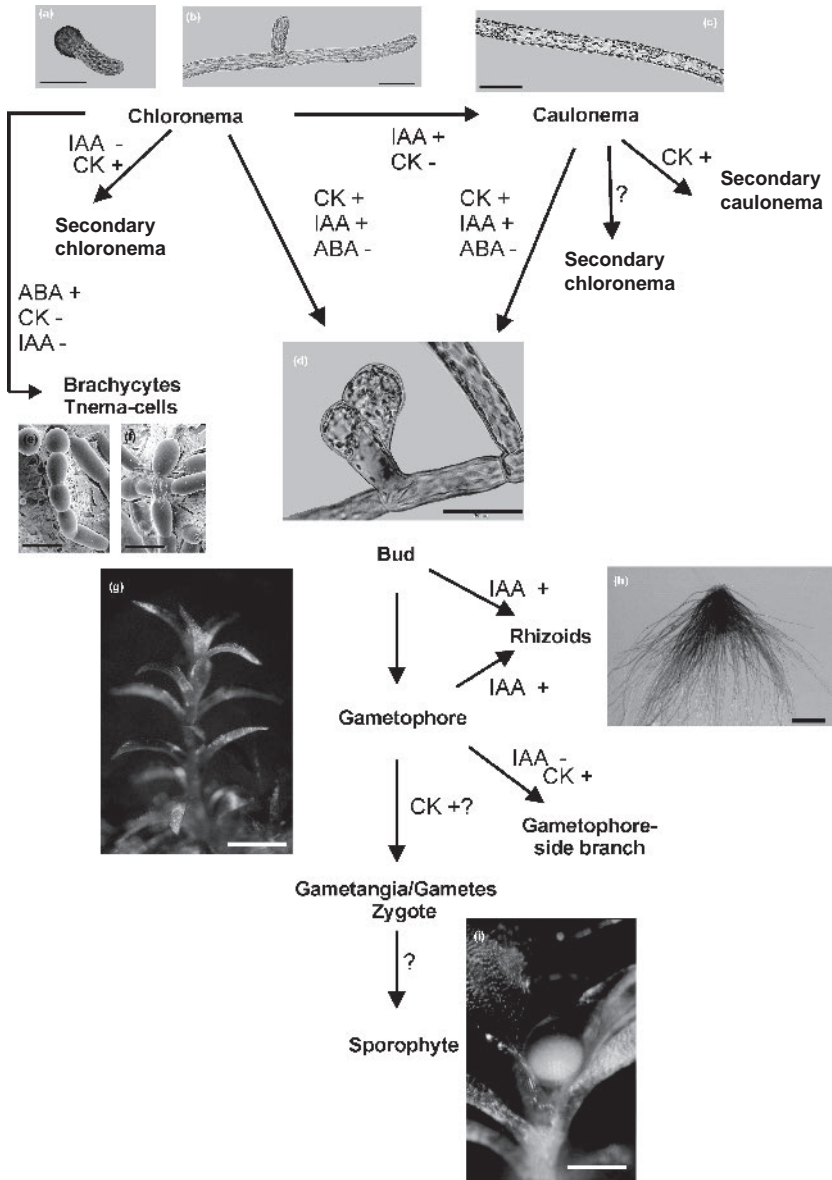 (a)
(b)
(c)
Chloronema
Caulonema
IAA -
CK +
IAA +
CK -
CK +
Secondary
chloronema
CK +
IAA +
ABA -
CK +
IAA +
ABA -
?
Secondary
caulonema
Secondary
chloronema
ABA +
CK -
IAA -
Brachycytes
Tmema-cells
(d)
(e)
(f)
Bud
(g)
IAA +
(h)
Rhizoids
IAA +
Gametophore
IAA -
CK +
CK +?
Gametophore-
side branch
Gametangia/Gametes
Zygote
(i)
?
Sporophyte